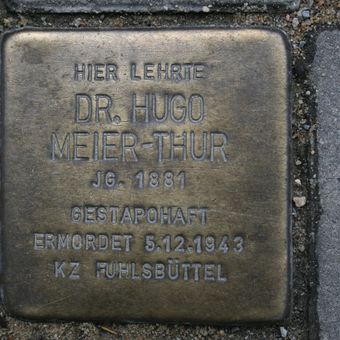 HIER LEHRTE
DR. HUGO
MEIER-THUR
JG. 1881
GESTAPOHAFT
ERMORDET 5.12.1943
KZ FUHLSBÜTTEL